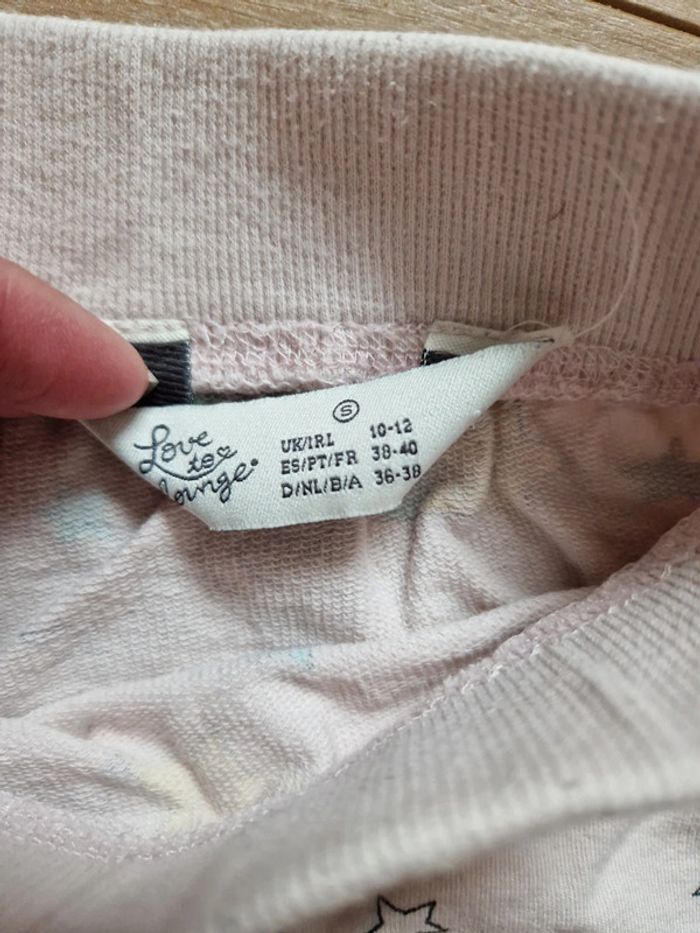 S
Love
to
lounge
UK/IRL 10-12
ES/PT/FR 38-40
D/NL/B/A 36-38